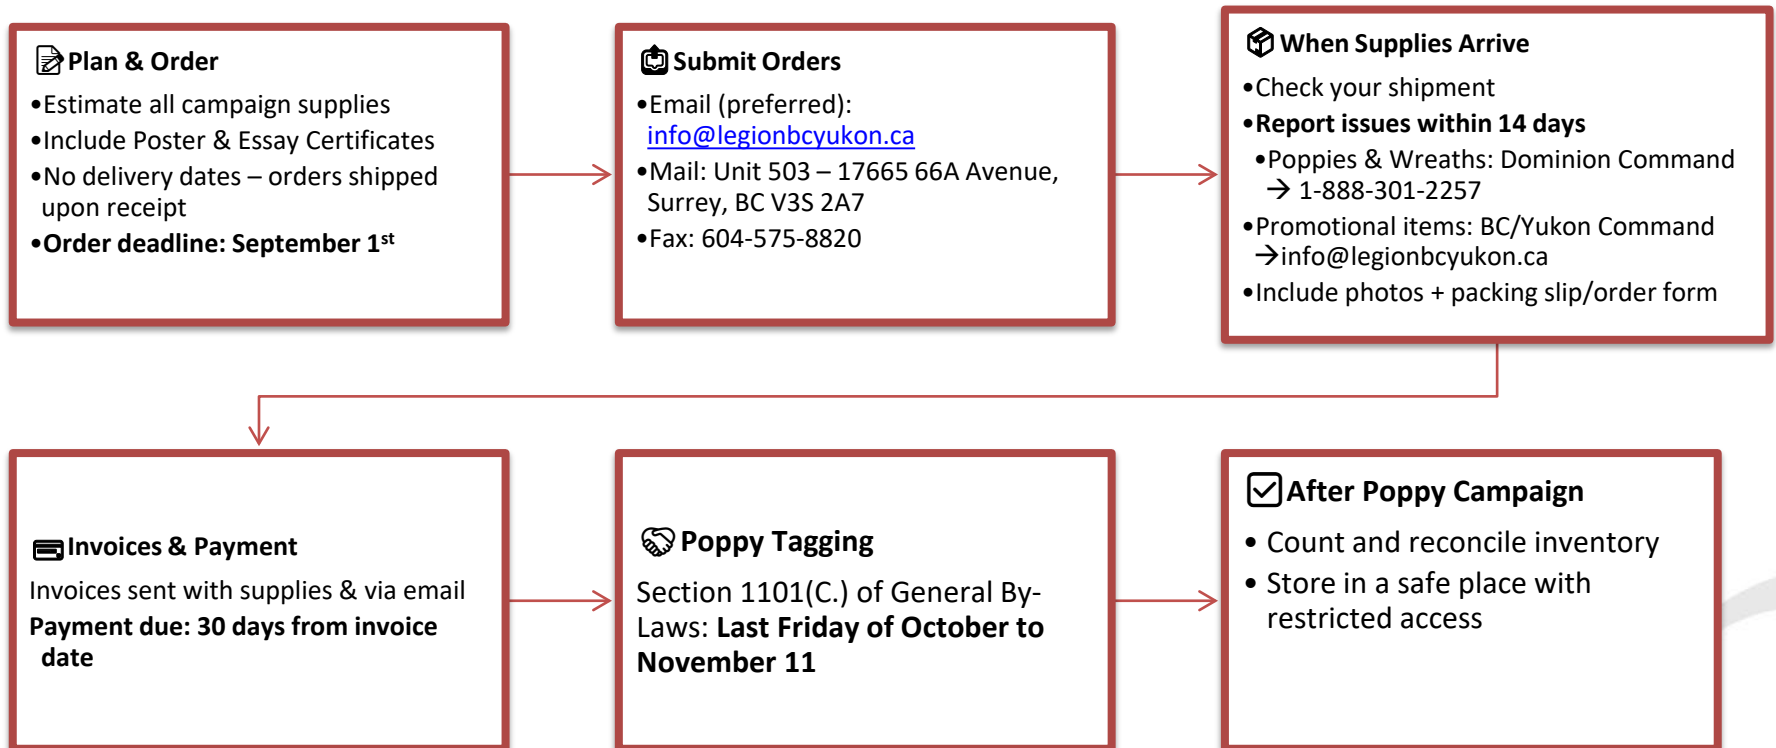 Plan & Order
•Estimate all campaign supplies
•Include Poster & Essay Certificates
•No delivery dates – orders shipped
upon receipt
•Order deadline: September 1st
Submit Orders
•Email (preferred):
info@legionbcyukon.ca
•Mail: Unit 503 – 17665 66A Avenue,
Surrey, BC V3S 2A7
•Fax: 604-575-8820
When Supplies Arrive
•Check your shipment
•Report issues within 14 days
•Poppies & Wreaths: Dominion Command
→ 1-888-301-2257
•Promotional items: BC/Yukon Command
→info@legionbcyukon.ca
•Include photos + packing slip/order form
Invoices & Payment
Invoices sent with supplies & via email
Payment due: 30 days from invoice
date
Poppy Tagging
Section 1101(C.) of General By-
Laws: Last Friday of October to
November 11
After Poppy Campaign
• Count and reconcile inventory
• Store in a safe place with
restricted access